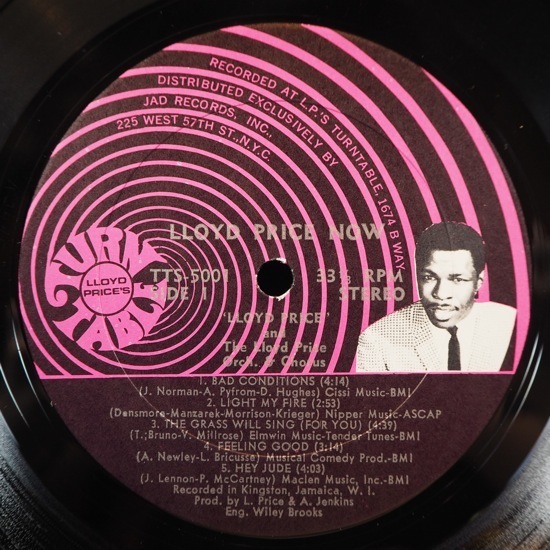 RECORDED AT L.P.'S TURNTABLE, 1674 B'WAY
DISTRIBUTED EXCLUSIVELY BY
JAD RECORDS, INC.,
225 WEST 57TH ST., N.Y.C.
TURN
LLOYD
PRICE'S
TABLE
LLOYD PRICE NOW
TTS-5001 33⅓ RPM
SIDE 1 STEREO
'LLOYD PRICE'
and
The Lloyd Price
Orch. & Chorus
1. BAD CONDITIONS (4:14)
(J. Norman-A. Pyfrom-D. Hughes) Cissi Music-BMI
2. LIGHT MY FIRE (2:53)
(Densmore-Manzarek-Morrison-Krieger) Nipper Music-ASCAP
3. THE GRASS WILL SING (FOR YOU) (4:39)
(T.;Bruno-Y. Millrose) Elmwin Music-Tender Tunes-BMI
4. FEELING GOOD (3:14)
(A. Newley-L. Bricusse) Musical Comedy Prod.-BMI
5. HEY JUDE (4:03)
(J. Lennon-P. McCartney) Maclen Music, Inc.-BMI
Recorded in Kingston, Jamaica, W. I.
Prod. by L. Price & A. Jenkins
Eng. Wiley Brooks